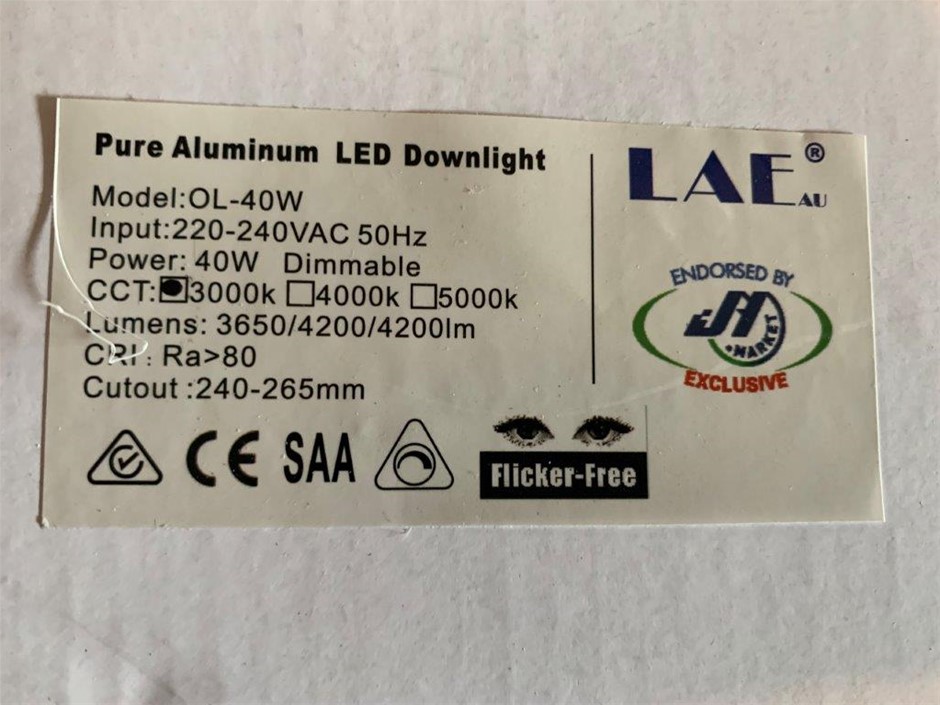 Pure Aluminum LED Downlight
Model:OL-40W
Input:220-240VAC 50Hz
Power: 40W Dimmable
CCT:☑3000k ☐4000k ☐5000k
Lumens: 3650/4200/4200lm
CRI : Ra>80
Cutout :240-265mm
CE SAA
Flicker-Free
LAE® AU
ENDORSED BY
JH
MARKET
EXCLUSIVE